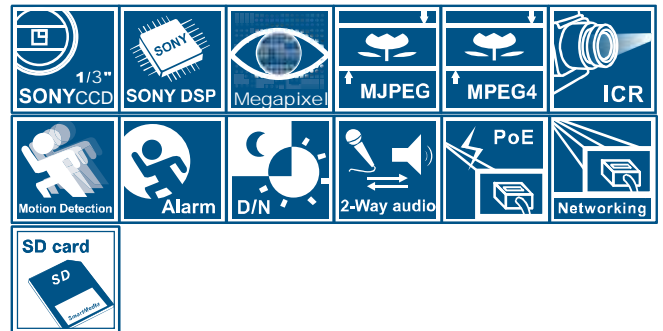 1/3"
SONYCCD
SONY
SONY DSP
Megapixel
MJPEG
MPEG4
ICR
Motion Detection
Alarm
D/N
2-Way audio
PoE
Networking
SD card
SD
SmartMedia